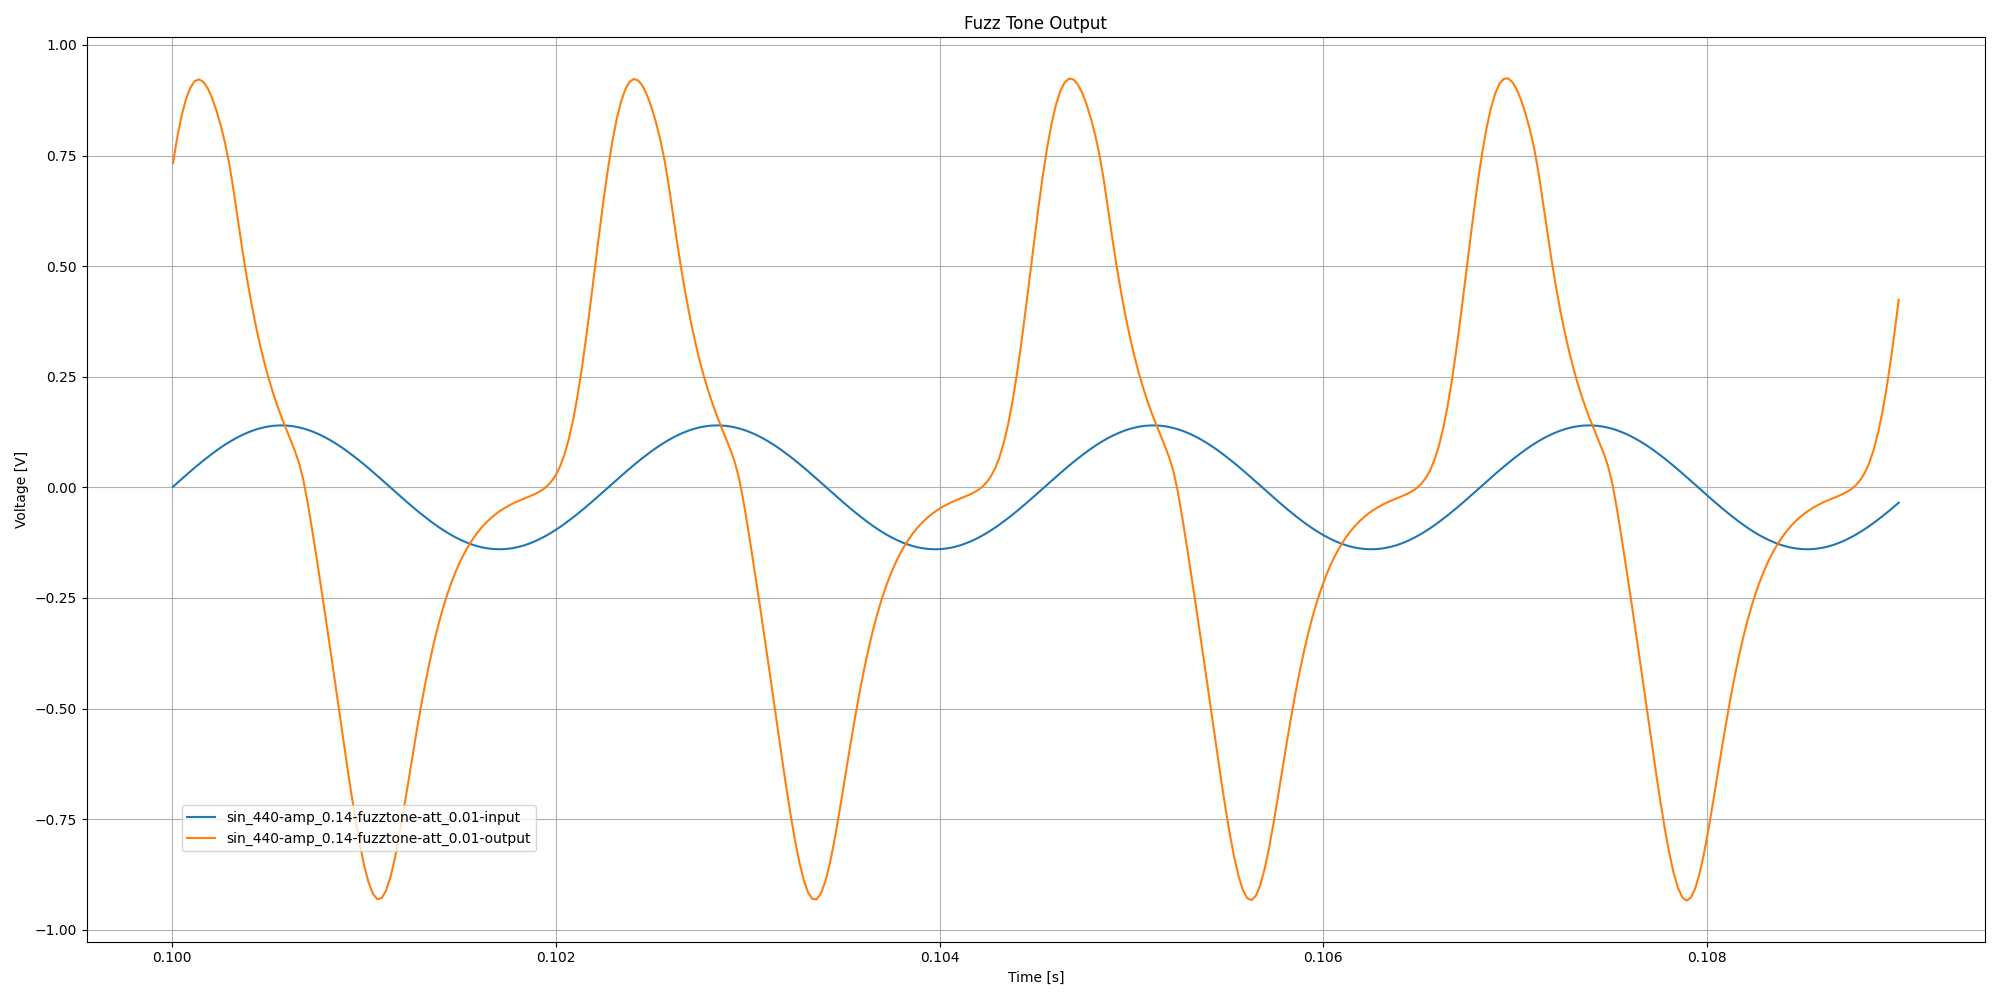 Fuzz Tone Output
1.00
0.75
0.50
0.25
0.00
−0.25
−0.50
−0.75
−1.00
Voltage [V]
sin_440-amp_0.14-fuzztone-att_0.01-input
sin_440-amp_0.14-fuzztone-att_0.01-output
0.100 0.102 0.104 0.106 0.108
Time [s]